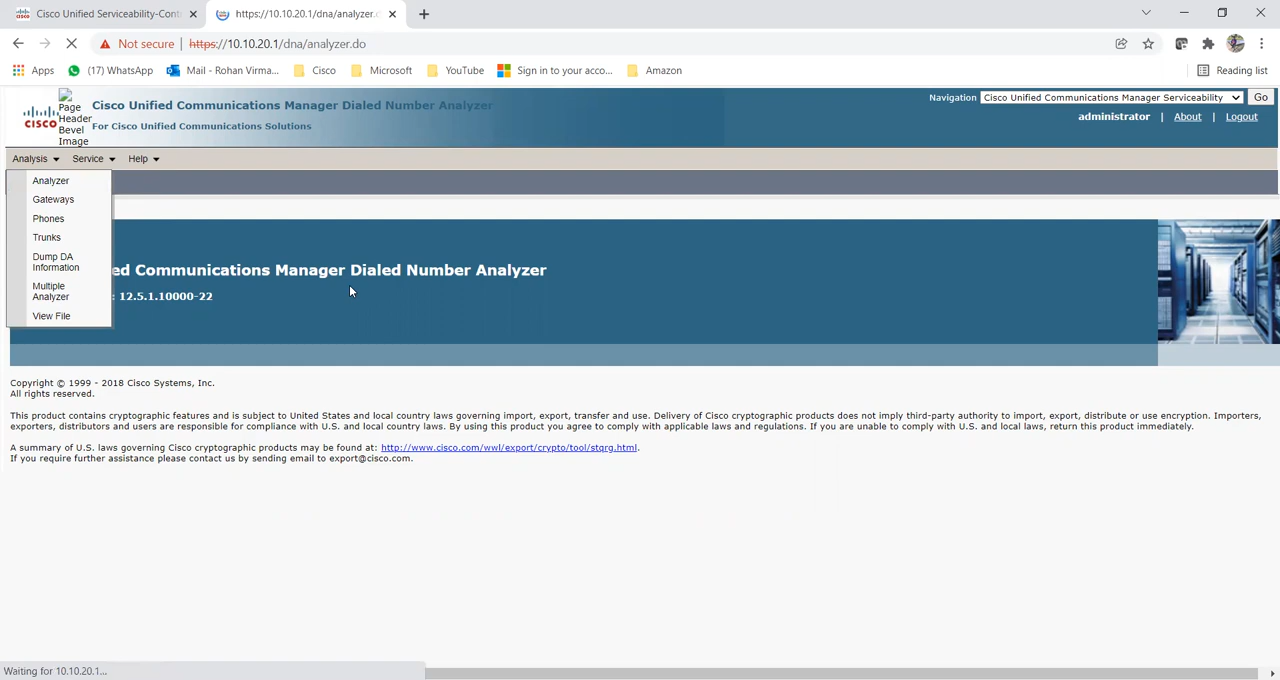 Cisco Unified Serviceability-Cont
https://10.10.20.1/dna/analyzer.d
Not secure | https://10.10.20.1/dna/analyzer.do
Apps
(17) WhatsApp
Mail - Rohan Virma...
Cisco
Microsoft
YouTube
Sign in to your acco...
Amazon
Reading list
CISCO
Page
Header
Bevel
Image
Cisco Unified Communications Manager Dialed Number Analyzer
For Cisco Unified Communications Solutions
Navigation Cisco Unified Communications Manager Serviceability Go
administrator | About | Logout
Analysis Service Help
Analyzer
Gateways
Phones
Trunks
Dump DA
Information
Multiple
Analyzer
View File
ed Communications Manager Dialed Number Analyzer
: 12.5.1.10000-22
Copyright © 1999 - 2018 Cisco Systems, Inc.
All rights reserved.
This product contains cryptographic features and is subject to United States and local country laws governing import, export, transfer and use. Delivery of Cisco cryptographic products does not imply third-party authority to import, export, distribute or use encryption. Importers,
exporters, distributors and users are responsible for compliance with U.S. and local country laws. By using this product you agree to comply with applicable laws and regulations. If you are unable to comply with U.S. and local laws, return this product immediately.
A summary of U.S. laws governing Cisco cryptographic products may be found at: http://www.cisco.com/wwl/export/crypto/tool/stqrg.html.
If you require further assistance please contact us by sending email to export@cisco.com.
Waiting for 10.10.20.1...